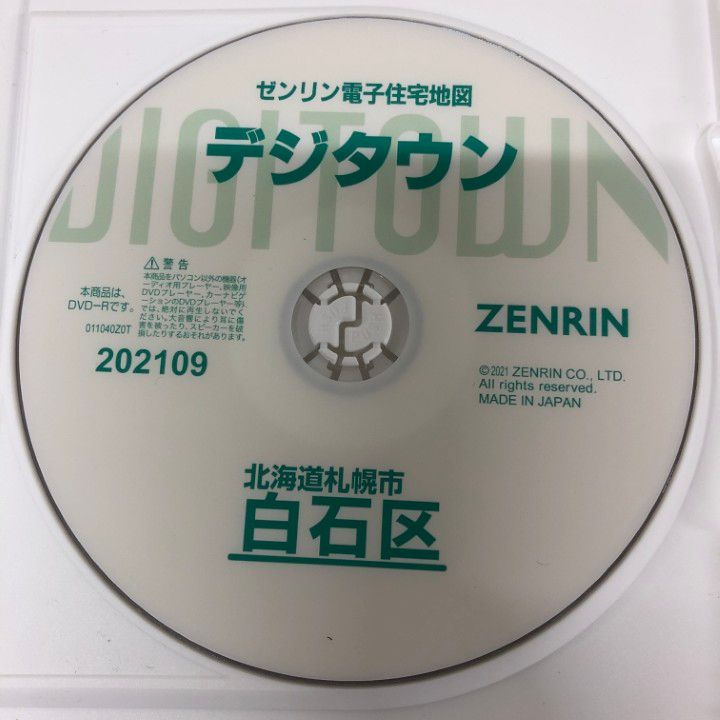 ゼンリン電子住宅地図
DIGITOWN
デジタウン
⚠警告
本商品をパソコン以外の機器(オ
ーディオ用プレーヤー、映像用
DVDプレーヤー、カーナビゲ
ーションのDVDプレーヤー等)
では、絶対に再生しないでく
ださい。大音響により耳に傷
害を被ったり、スピーカーを破
損したりするおそれがあります。
本商品は、
DVD-Rです。
011040Z0T
202109
ZENRIN
©2021 ZENRIN CO., LTD.
All rights reserved.
MADE IN JAPAN
北海道札幌市
白石区